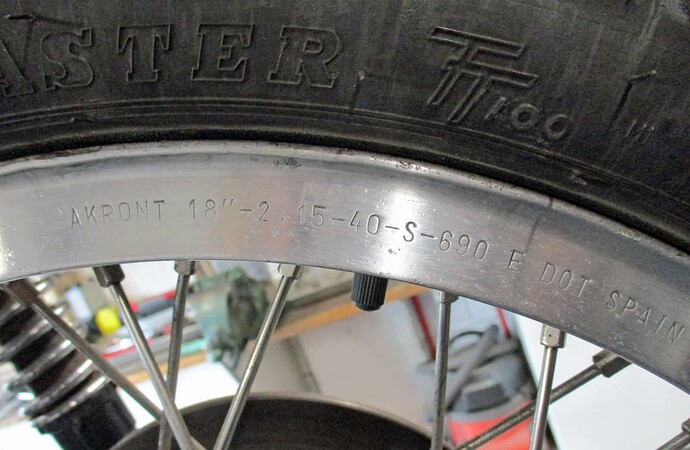 ASTER TT100
AKRONT 18"-2.15-40-S-690 E DOT SPAIN